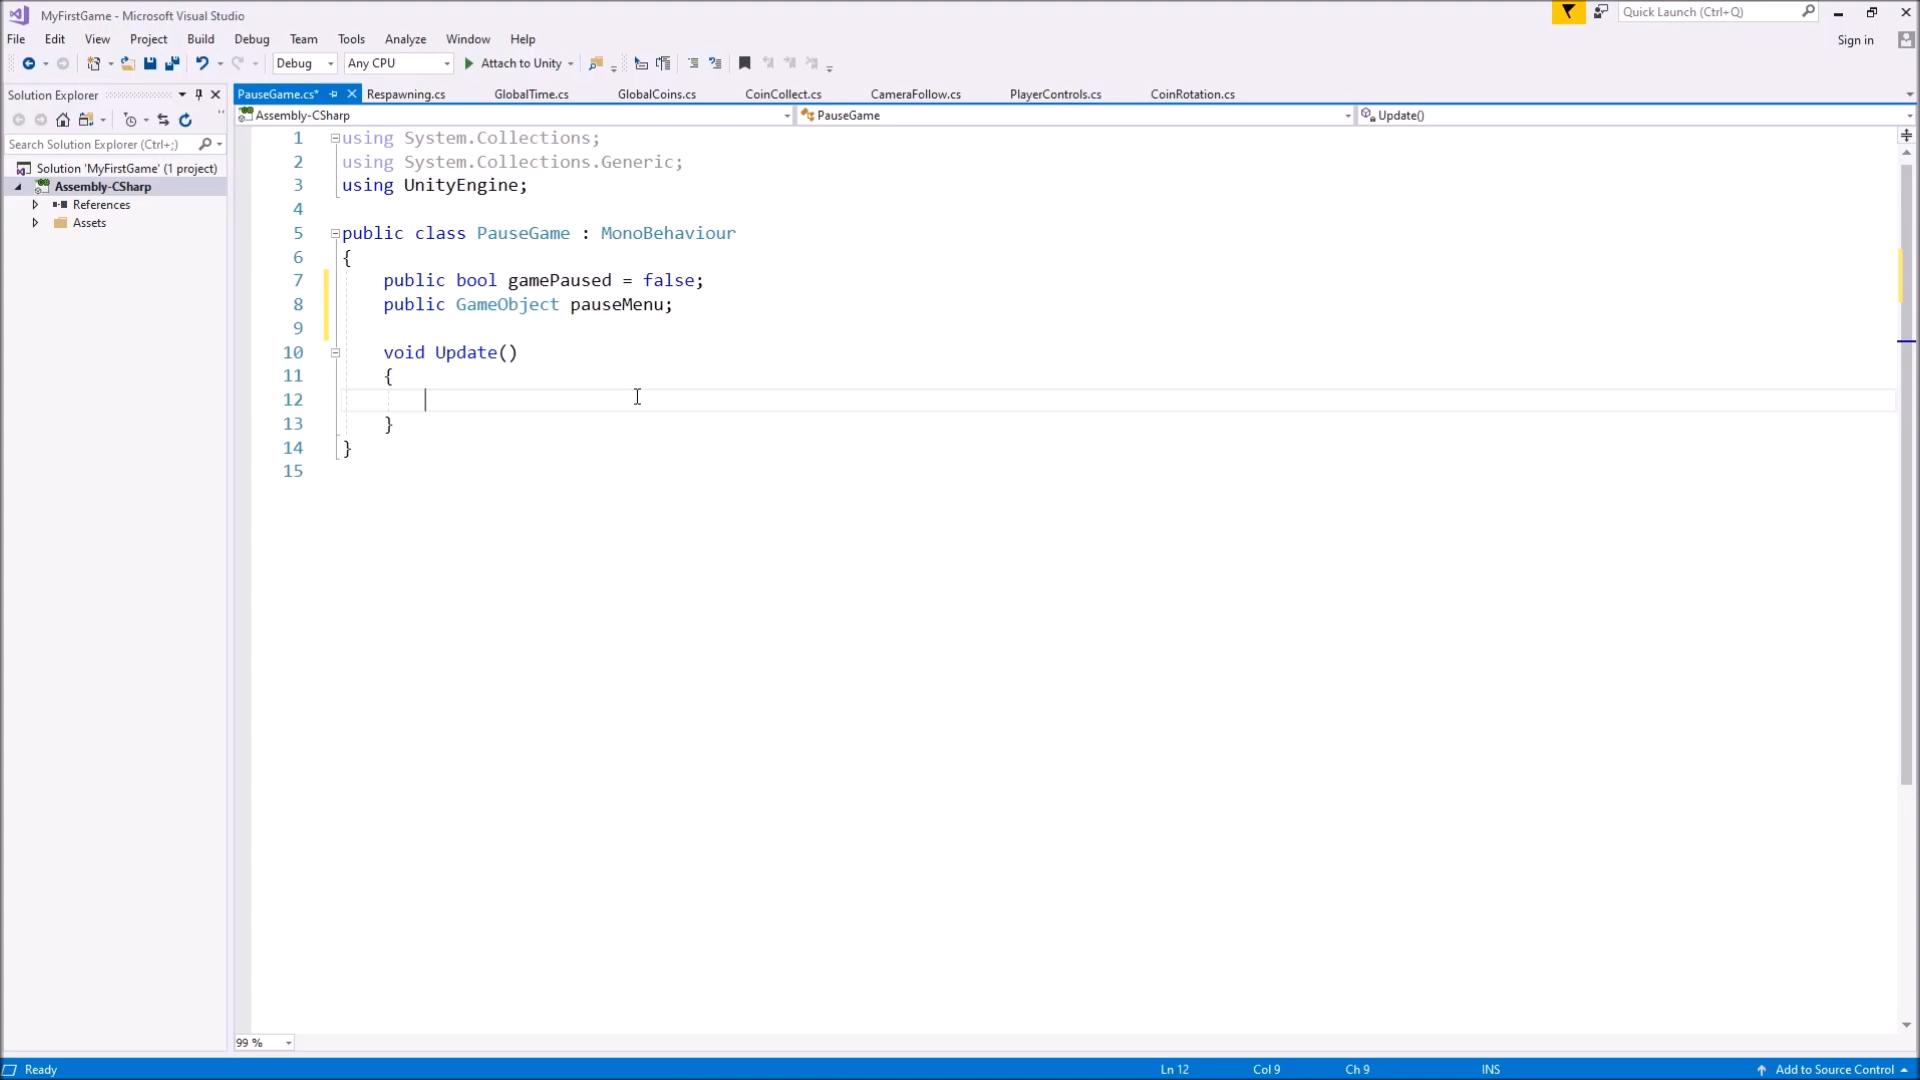 MyFirstGame - Microsoft Visual Studio
Quick Launch (Ctrl+Q)
File Edit View Project Build Debug Team Tools Analyze Window Help
Sign in
Debug Any CPU Attach to Unity
Solution Explorer
PauseGame.cs* Respawning.cs GlobalTime.cs GlobalCoins.cs CoinCollect.cs CameraFollow.cs PlayerControls.cs CoinRotation.cs
Assembly-CSharp PauseGame Update()
Search Solution Explorer (Ctrl+;)
Solution 'MyFirstGame' (1 project)
Assembly-CSharp
References
Assets
1 using System.Collections;
2 using System.Collections.Generic;
3 using UnityEngine;
4
5 public class PauseGame : MonoBehaviour
6 {
7 public bool gamePaused = false;
8 public GameObject pauseMenu;
9
10 void Update()
11 {
12
13 }
14 }
15
99 %
Ready Ln 12 Col 9 Ch 9 INS Add to Source Control